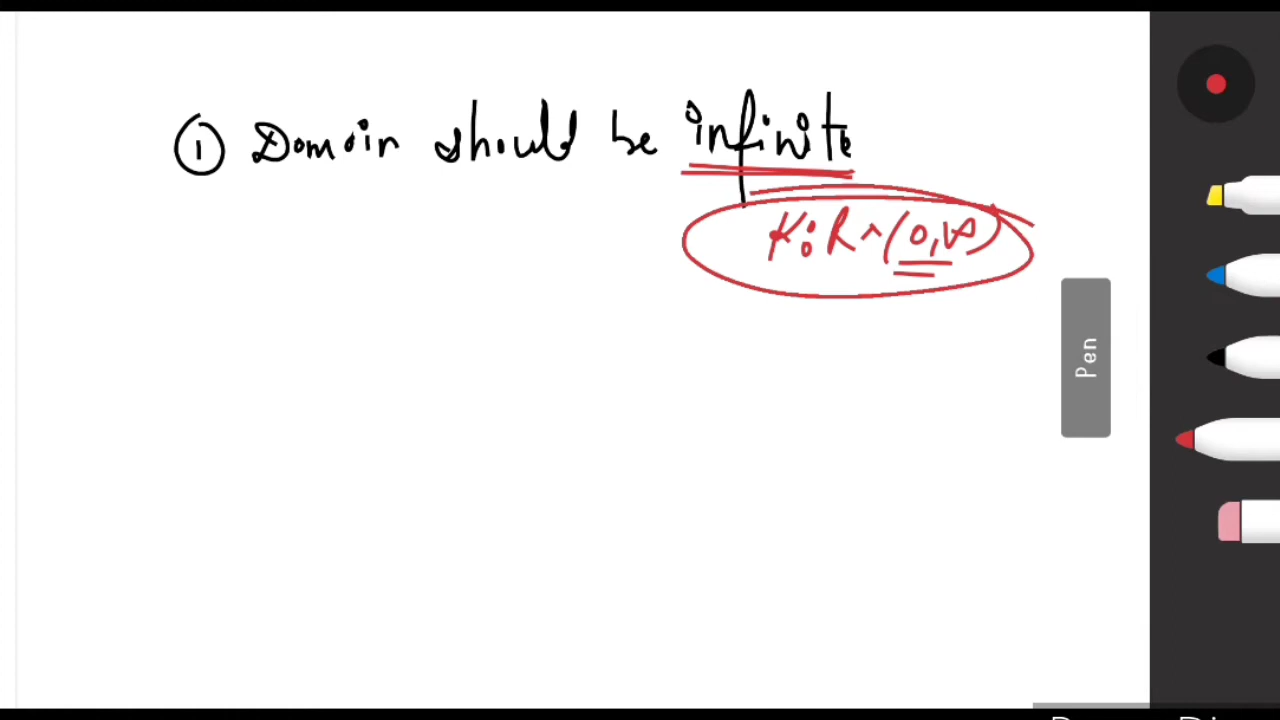 ① Domain should be infinite
K: R × (0, ∞)
Pen